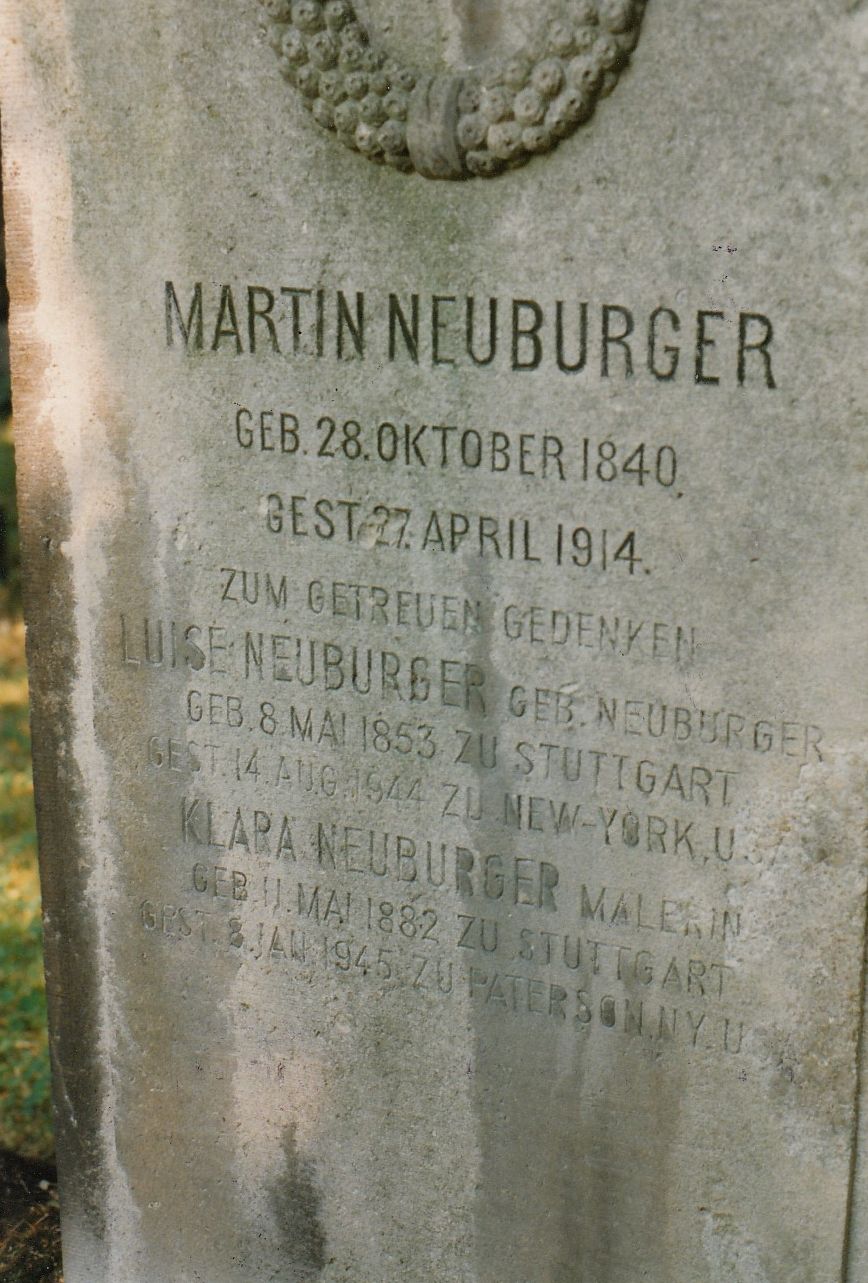 MARTIN NEUBURGER
GEB. 28. OKTOBER 1840.
GEST. 27. APRIL 1914.
ZUM GETREUEN GEDENKEN
LUISE NEUBURGER GEB. NEUBURGER
GEB. 8. MAI 1853 ZU STUTTGART
GEST. 14. AUG. 1944 ZU NEW-YORK, U.S.A.
KLARA NEUBURGER MALERIN
GEB. 11. MAI 1882 ZU STUTTGART
GEST. 8. JAN. 1945 ZU PATERSON. N.Y. U